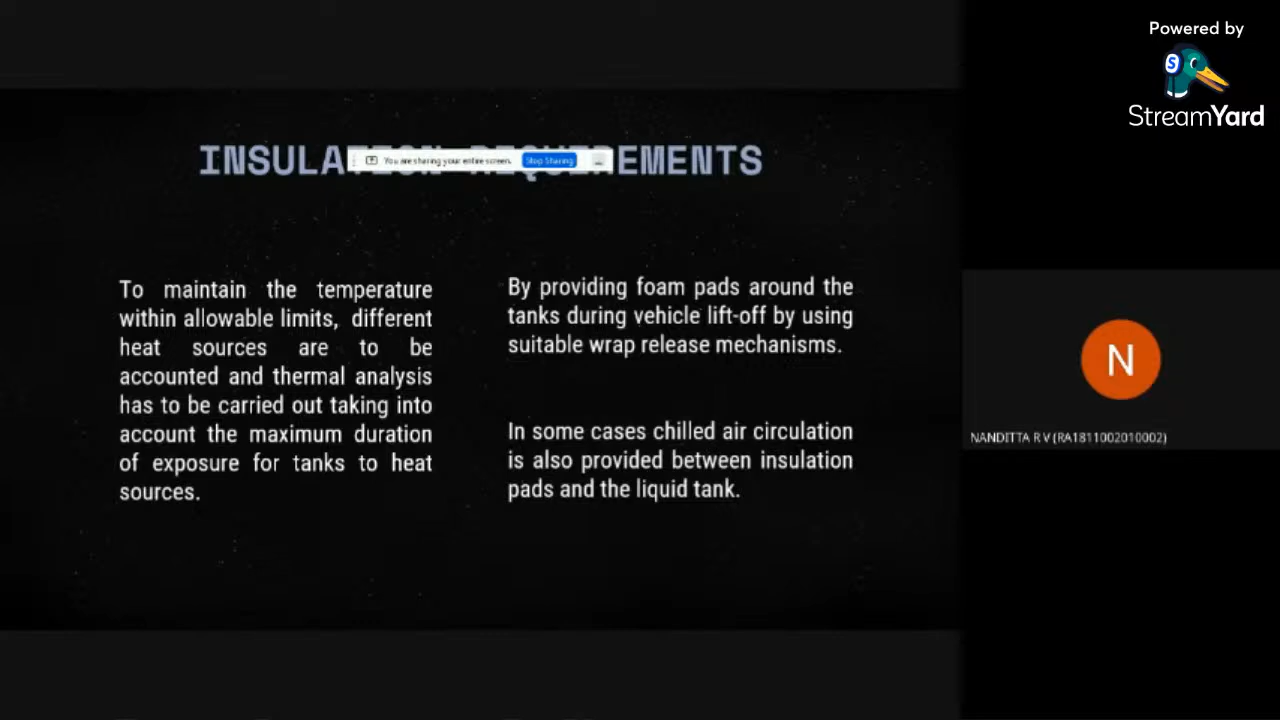 Powered by
StreamYard
INSULATION REQUIREMENTS
You are sharing your entire screen. Stop Sharing
To maintain the temperature
within allowable limits, different
heat sources are to be
accounted and thermal analysis
has to be carried out taking into
account the maximum duration
of exposure for tanks to heat
sources.
By providing foam pads around the
tanks during vehicle lift-off by using
suitable wrap release mechanisms.
In some cases chilled air circulation
is also provided between insulation
pads and the liquid tank.
N
NANDITTA R V (RA1811002010002)